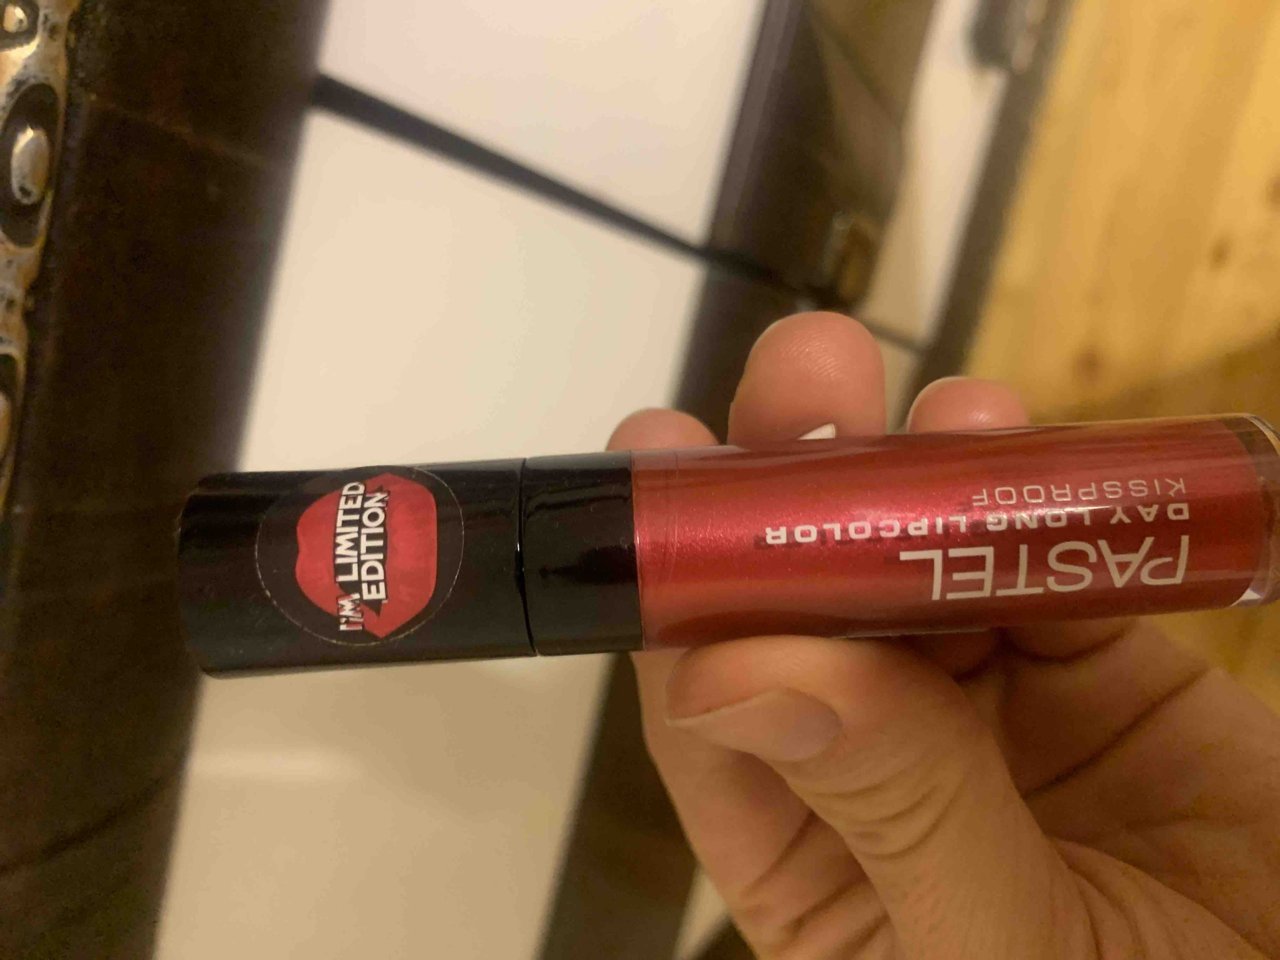 I'M LIMITED
EDITION
PASTEL
DAY LONG LIPCOLOR
KISSPROOF